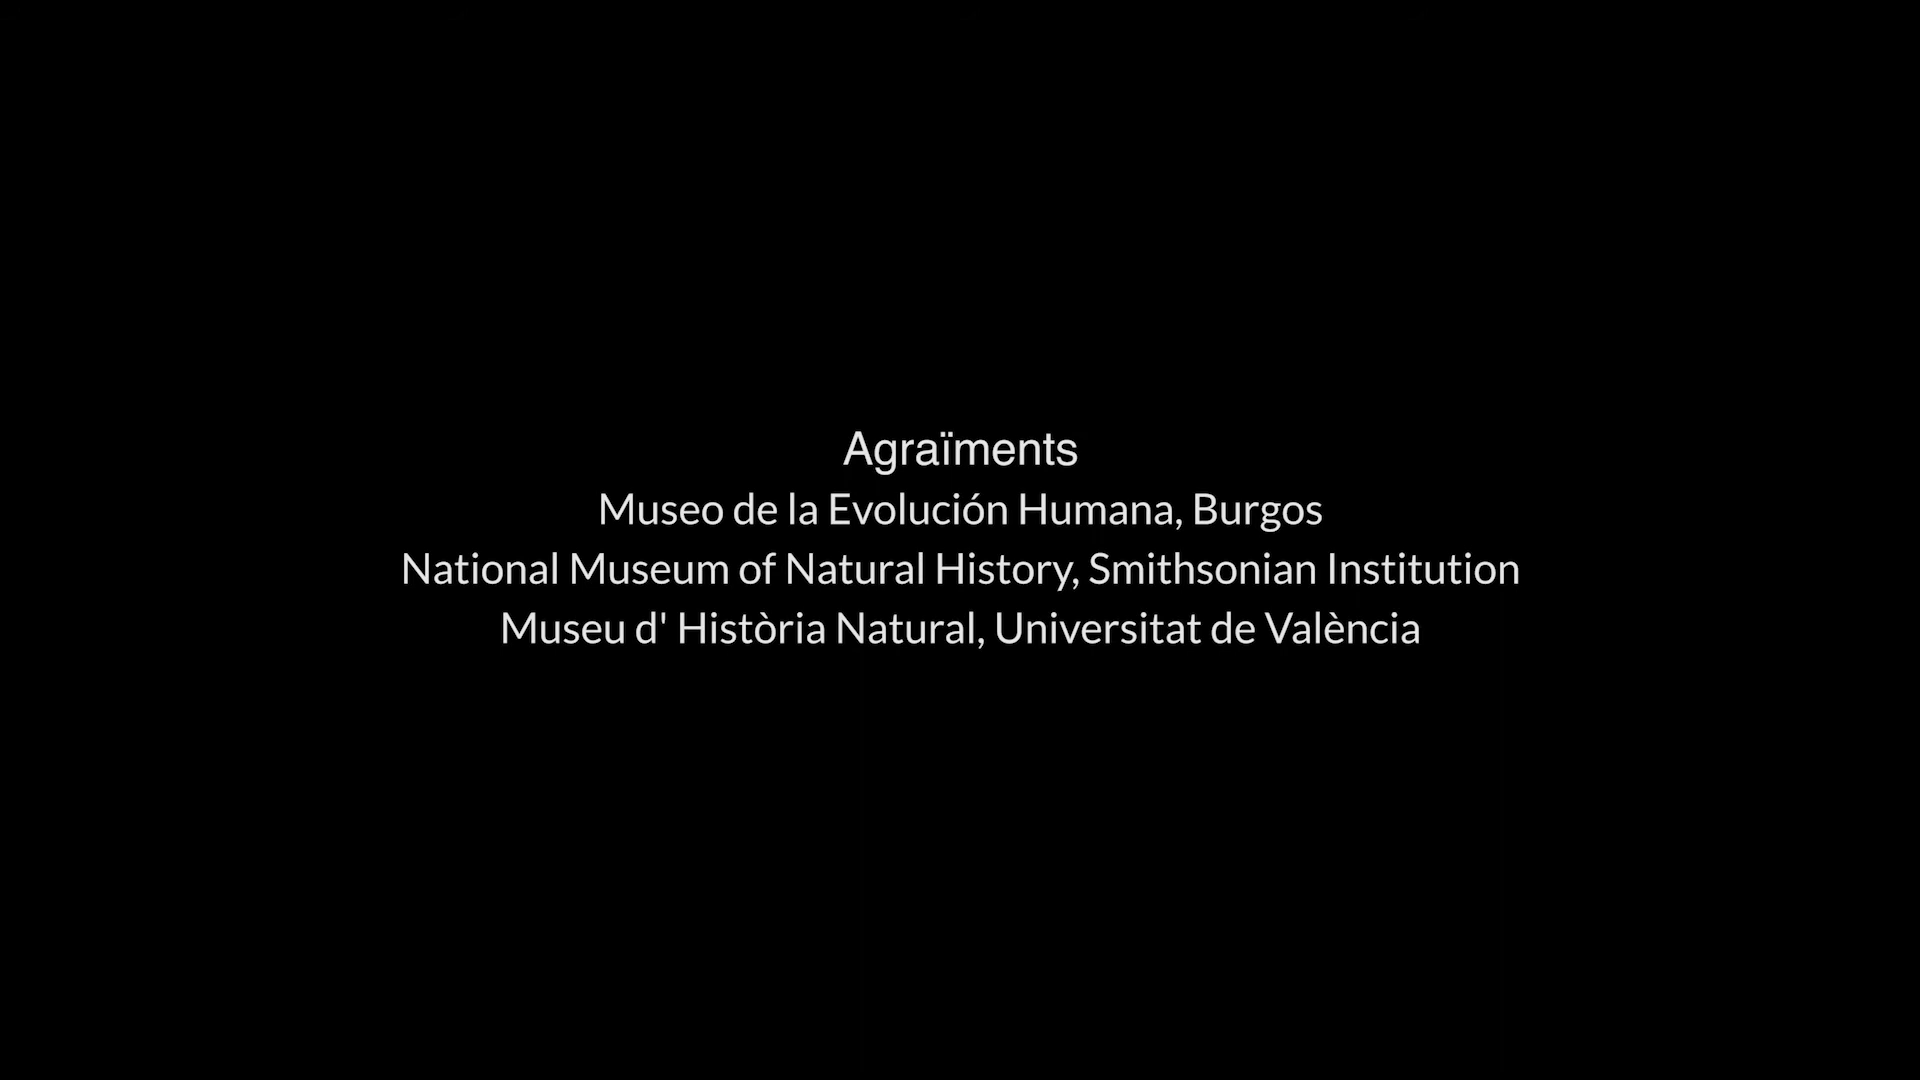 Agraïments
Museo de la Evolución Humana, Burgos
National Museum of Natural History, Smithsonian Institution
Museu d' Història Natural, Universitat de València